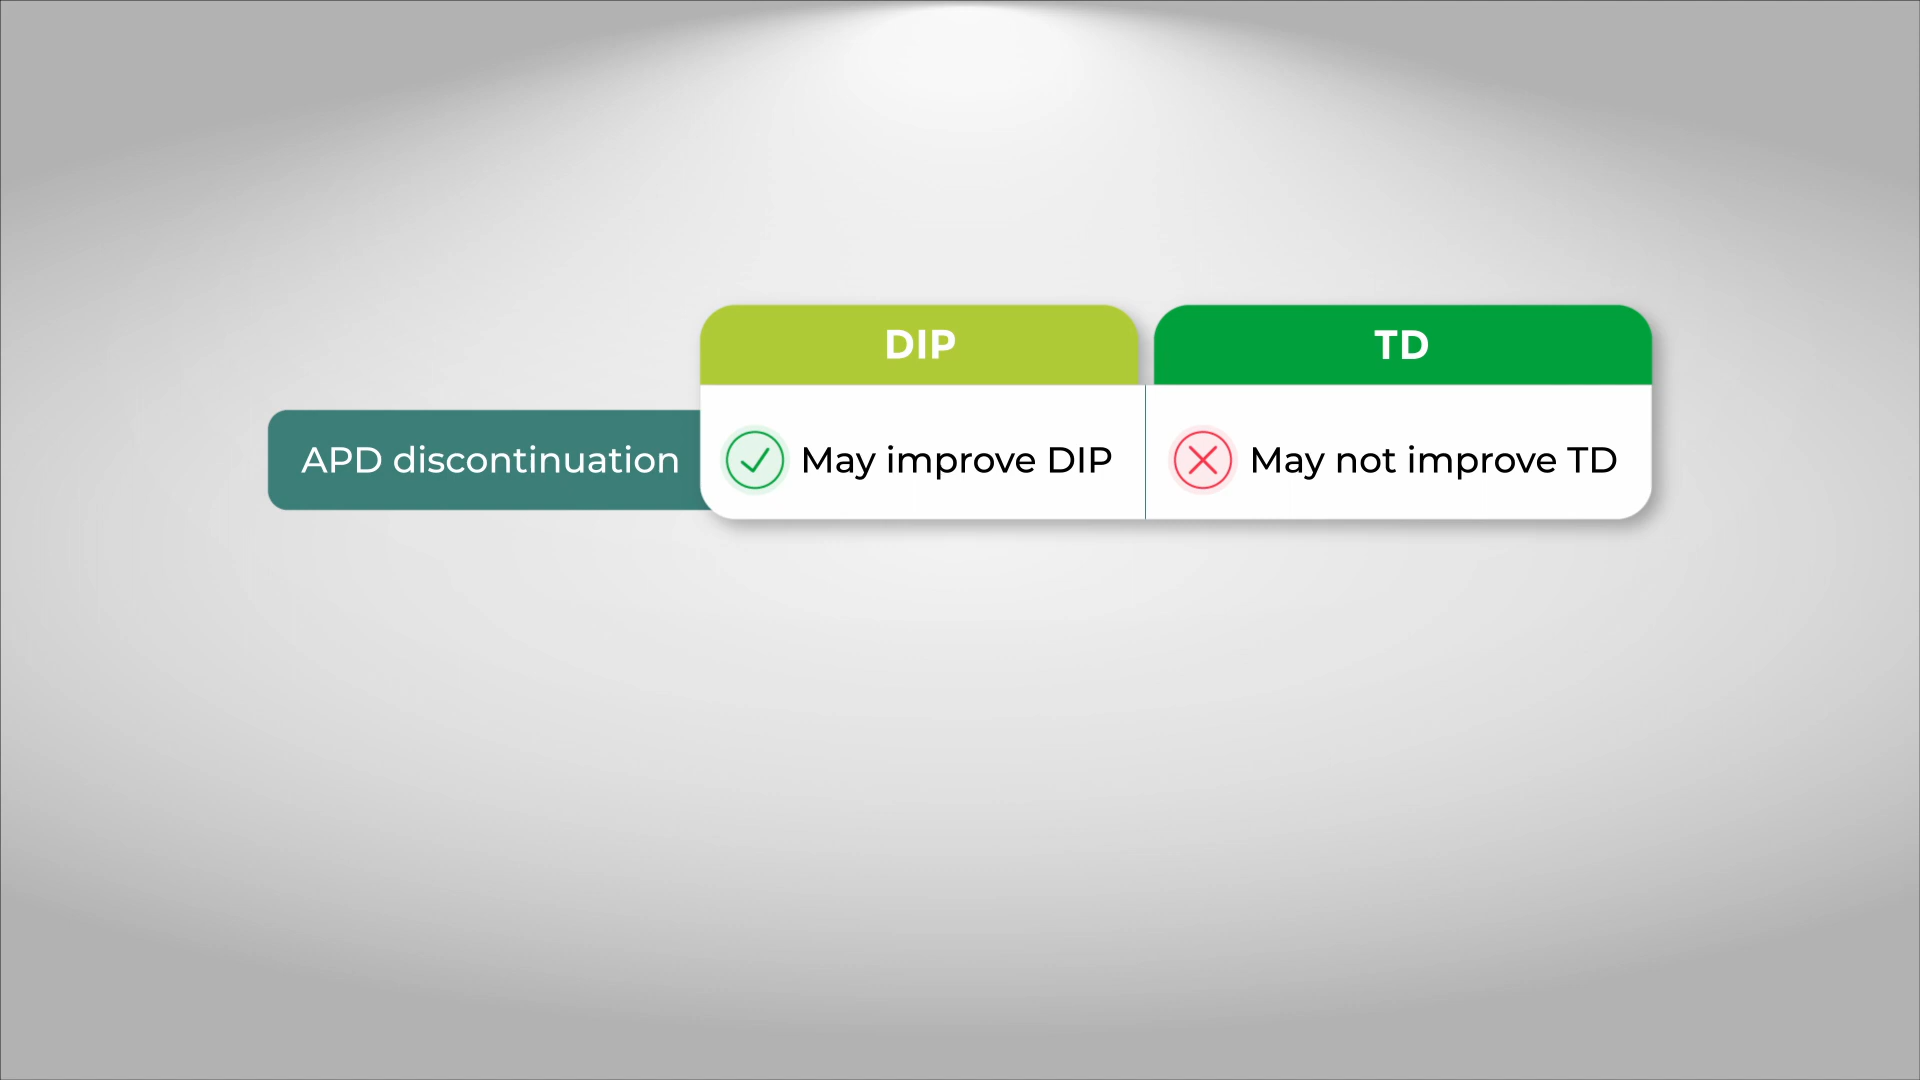 DIP
TD
APD discontinuation
May improve DIP
May not improve TD